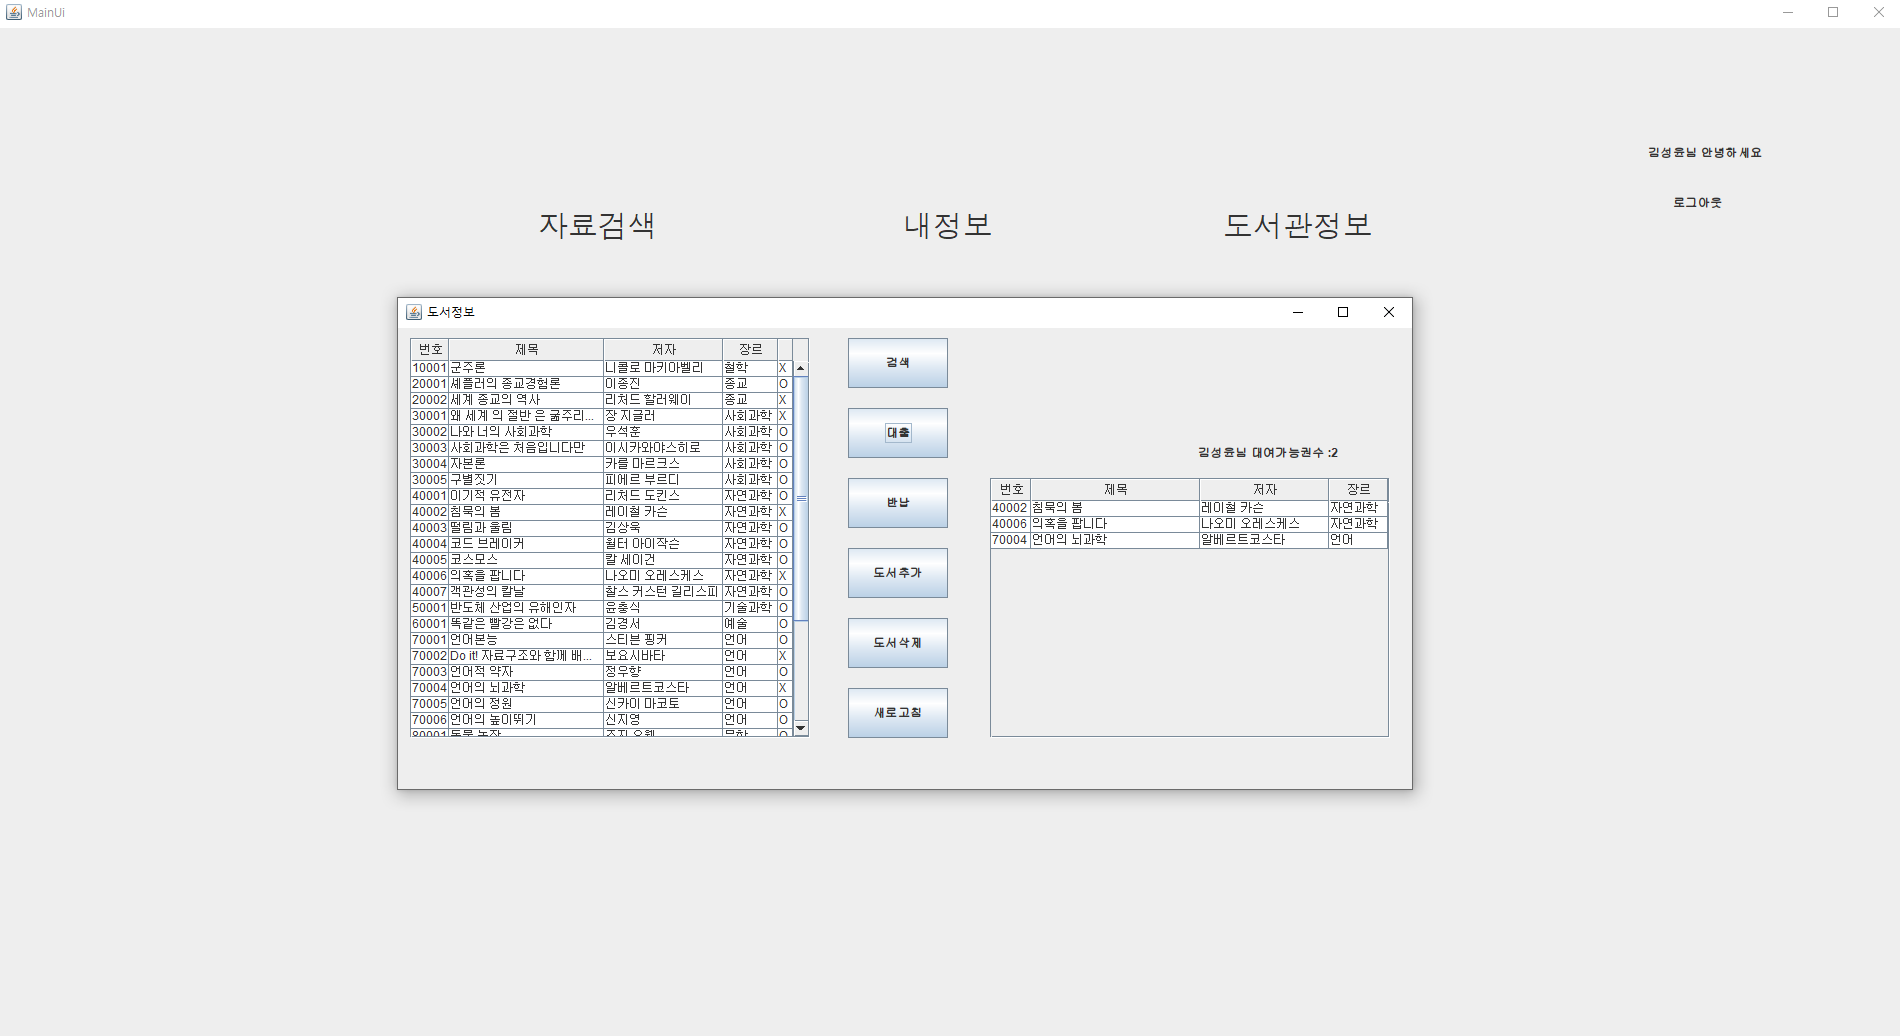 MainUi
김성윤님 안녕하세요
로그아웃
자료검색 내정보 도서관정보
도서정보
번호 제목 저자 장르
10001 군주론 니콜로 마키아벨리 철학 X
20001 셰플러의 종교경험론 이종진 종교 O
20002 세계 종교의 역사 리처드 할러웨이 종교 X
30001 왜 세계 의 절반 은 굶주리... 장 지글러 사회과학 X
30002 나와 너의 사회과학 우석훈 사회과학 O
30003 사회과학은 처음입니다만 이시카와야스히로 사회과학 O
30004 자본론 카를 마르크스 사회과학 O
30005 구별짓기 피에르 부르디 사회과학 O
40001 이기적 유전자 리처드 도킨스 자연과학 O
40002 침묵의 봄 레이철 카슨 자연과학 X
40003 떨림과 울림 김상욱 자연과학 O
40004 코드 브레이커 월터 아이작슨 자연과학 O
40005 코스모스 칼 세이건 자연과학 O
40006 의혹을 팝니다 나오미 오레스케스 자연과학 X
40007 객관성의 칼날 찰스 커스턴 길리스피 자연과학 O
50001 반도체 산업의 유해인자 윤충식 기술과학 O
60001 똑같은 빨강은 없다 김경서 예술 O
70001 언어본능 스티븐 핑커 언어 O
70002 Do it! 자료구조와 함께 배... 보요시바타 언어 X
70003 언어적 약자 정우향 언어 O
70004 언어의 뇌과학 알베르트코스타 언어 X
70005 언어의 정원 신카이 마코토 언어 O
70006 언어의 높이뛰기 신지영 언어 O
80001 동물 농장 조지 오웰 문학 O
검색
대출
반납
도서추가
도서삭제
새로고침
김성윤님 대여가능권수 :2
번호 제목 저자 장르
40002 침묵의 봄 레이철 카슨 자연과학
40006 의혹을 팝니다 나오미 오레스케스 자연과학
70004 언어의 뇌과학 알베르트코스타 언어